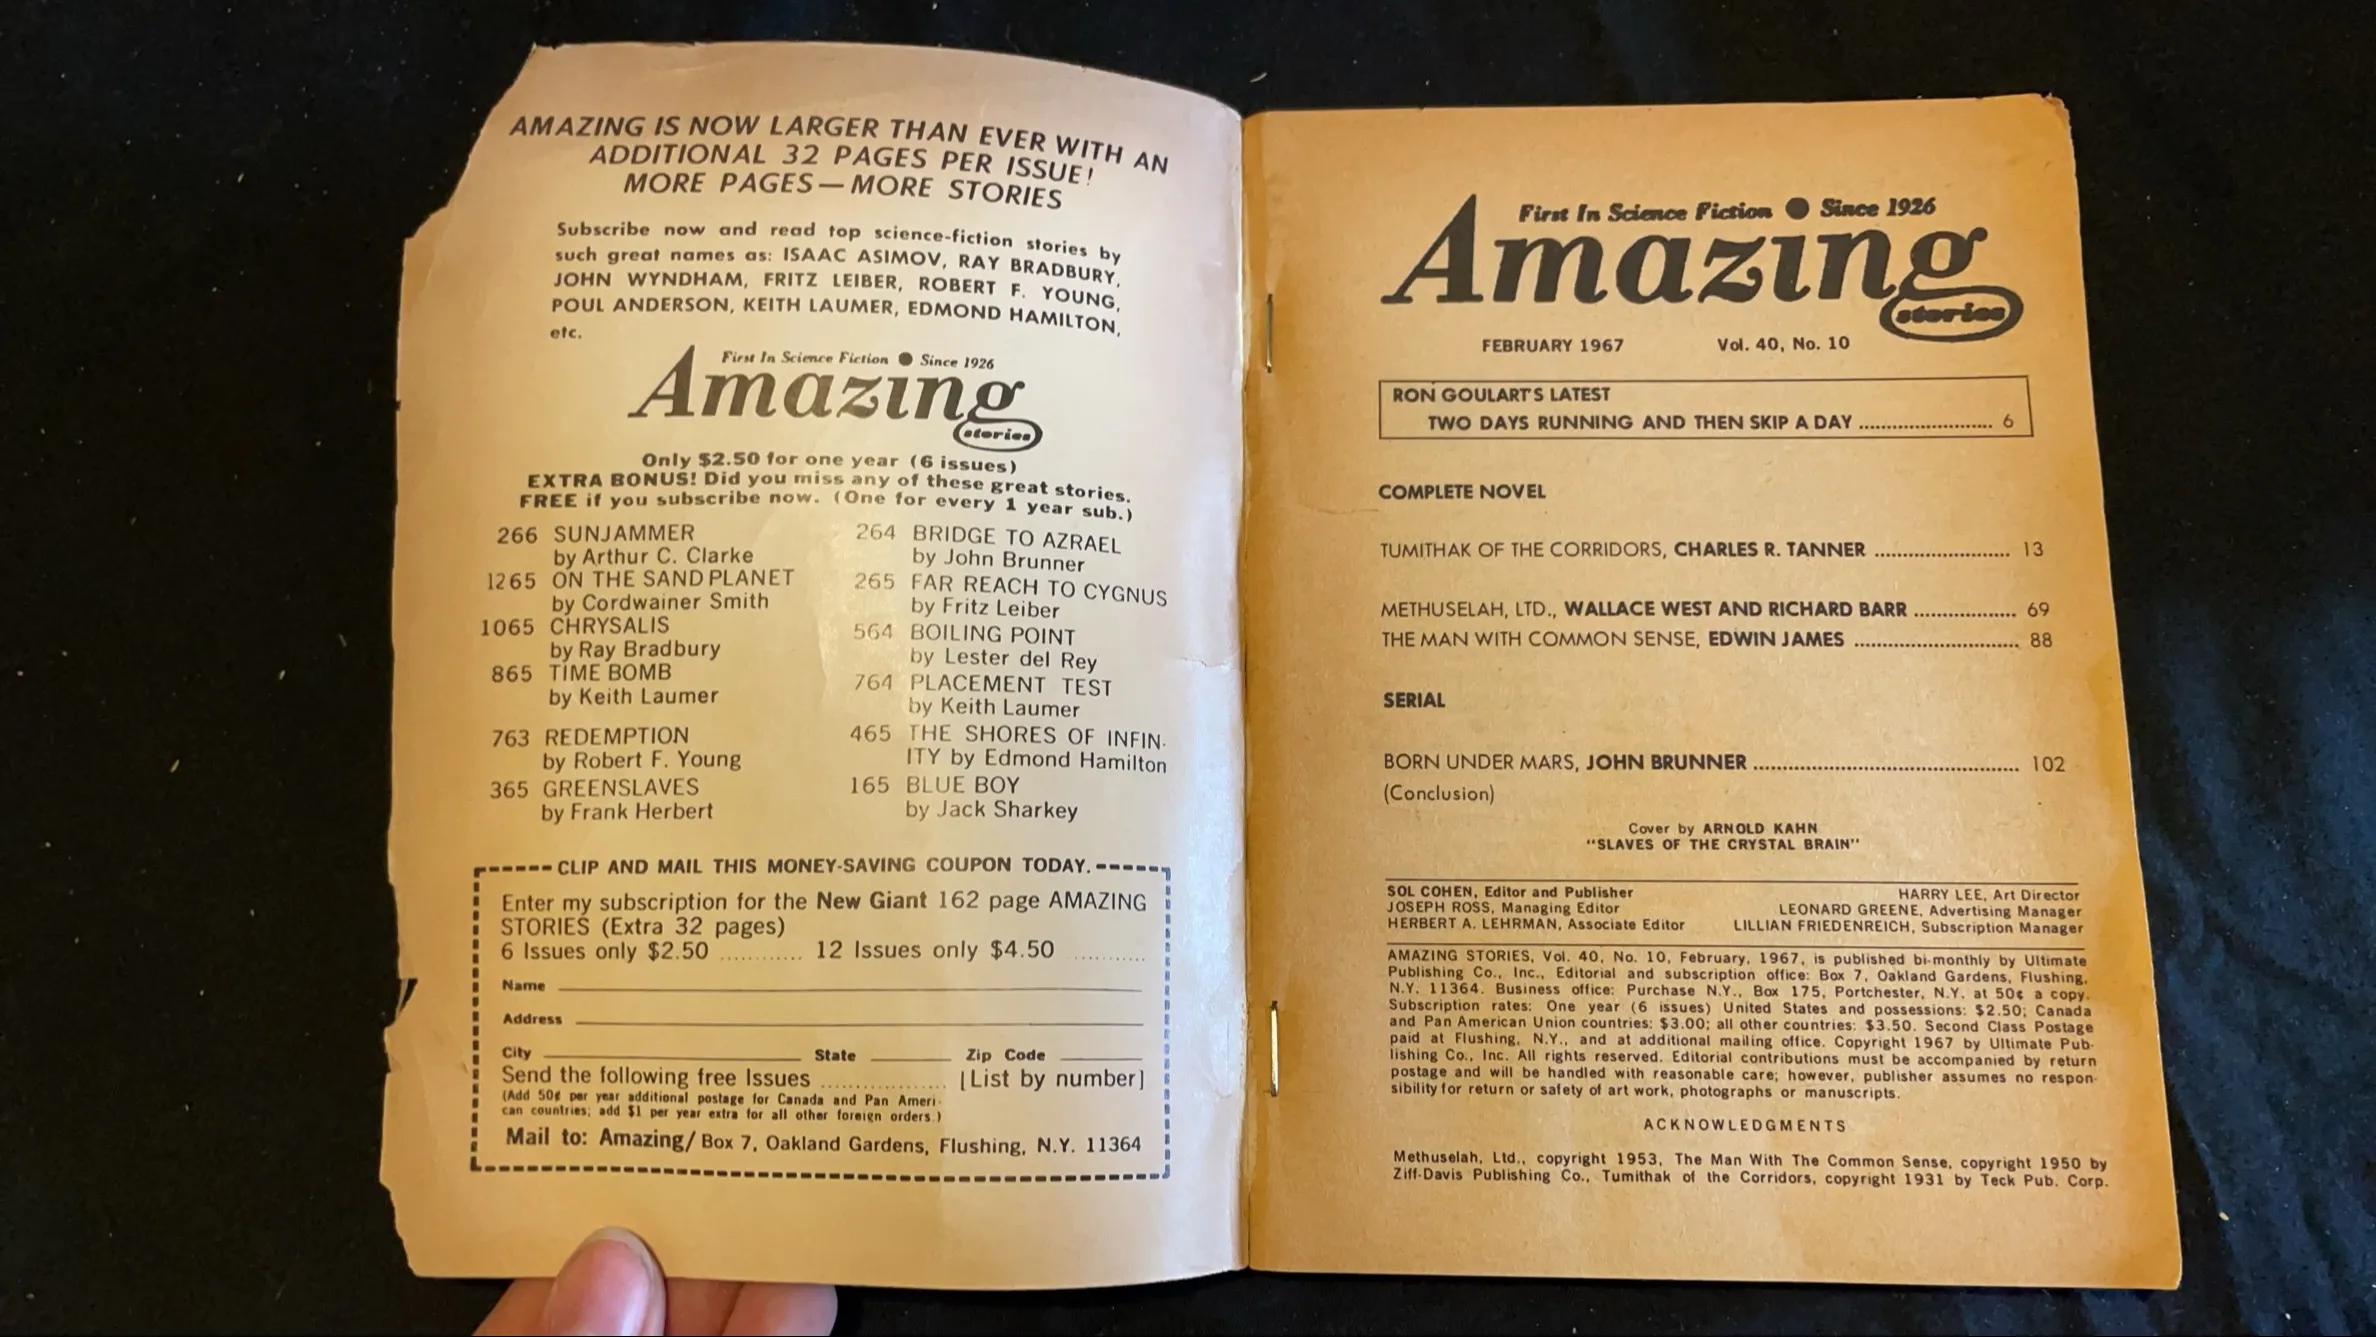 AMAZING IS NOW LARGER THAN EVER WITH AN
ADDITIONAL 32 PAGES PER ISSUE!
MORE PAGES—MORE STORIES
Subscribe now and read top science-fiction stories by
such great names as: ISAAC ASIMOV, RAY BRADBURY,
JOHN WYNDHAM, FRITZ LEIBER, ROBERT F. YOUNG,
POUL ANDERSON, KEITH LAUMER, EDMOND HAMILTON,
etc.
First In Science Fiction ● Since 1926
Amazing
stories
Only $2.50 for one year (6 issues)
EXTRA BONUS! Did you miss any of these great stories.
FREE if you subscribe now. (One for every 1 year sub.)
266 SUNJAMMER
by Arthur C. Clarke
1265 ON THE SAND PLANET
by Cordwainer Smith
1065 CHRYSALIS
by Ray Bradbury
865 TIME BOMB
by Keith Laumer
763 REDEMPTION
by Robert F. Young
365 GREENSLAVES
by Frank Herbert
264 BRIDGE TO AZRAEL
by John Brunner
265 FAR REACH TO CYGNUS
by Fritz Leiber
564 BOILING POINT
by Lester del Rey
764 PLACEMENT TEST
by Keith Laumer
465 THE SHORES OF INFIN-
ITY by Edmond Hamilton
165 BLUE BOY
by Jack Sharkey
CLIP AND MAIL THIS MONEY-SAVING COUPON TODAY.
Enter my subscription for the New Giant 162 page AMAZING
STORIES (Extra 32 pages)
6 Issues only $2.50 ............ 12 Issues only $4.50 ...........
Name
Address
City State Zip Code
Send the following free Issues .................. [List by number]
(Add 50¢ per year additional postage for Canada and Pan Ameri-
can countries; add $1 per year extra for all other foreign orders.)
Mail to: Amazing/ Box 7, Oakland Gardens, Flushing, N.Y. 11364
First In Science Fiction ● Since 1926
Amazing
stories
FEBRUARY 1967 Vol. 40, No. 10
RON GOULART'S LATEST
TWO DAYS RUNNING AND THEN SKIP A DAY ........................ 6
COMPLETE NOVEL
TUMITHAK OF THE CORRIDORS, CHARLES R. TANNER ........................ 13
METHUSELAH, LTD., WALLACE WEST AND RICHARD BARR .................. 69
THE MAN WITH COMMON SENSE, EDWIN JAMES ............................. 88
SERIAL
BORN UNDER MARS, JOHN BRUNNER ............................................... 102
(Conclusion)
Cover by ARNOLD KAHN
"SLAVES OF THE CRYSTAL BRAIN"
SOL COHEN, Editor and Publisher
JOSEPH ROSS, Managing Editor
HERBERT A. LEHRMAN, Associate Editor
HARRY LEE, Art Director
LEONARD GREENE, Advertising Manager
LILLIAN FRIEDENREICH, Subscription Manager
AMAZING STORIES, Vol. 40, No. 10, February, 1967, is published bi-monthly by Ultimate
Publishing Co., Inc., Editorial and subscription office: Box 7, Oakland Gardens, Flushing,
N.Y. 11364. Business office: Purchase N.Y., Box 175, Portchester, N.Y. at 50¢ a copy.
Subscription rates: One year (6 issues) United States and possessions: $2.50; Canada
and Pan American Union countries: $3.00; all other countries: $3.50. Second Class Postage
paid at Flushing, N.Y., and at additional mailing office. Copyright 1967 by Ultimate Pub-
lishing Co., Inc. All rights reserved. Editorial contributions must be accompanied by return
postage and will be handled with reasonable care; however, publisher assumes no respon-
sibility for return or safety of art work, photographs or manuscripts.
ACKNOWLEDGMENTS
Methuselah, Ltd., copyright 1953, The Man With The Common Sense, copyright 1950 by
Ziff-Davis Publishing Co., Tumithak of the Corridors, copyright 1931 by Teck Pub. Corp.